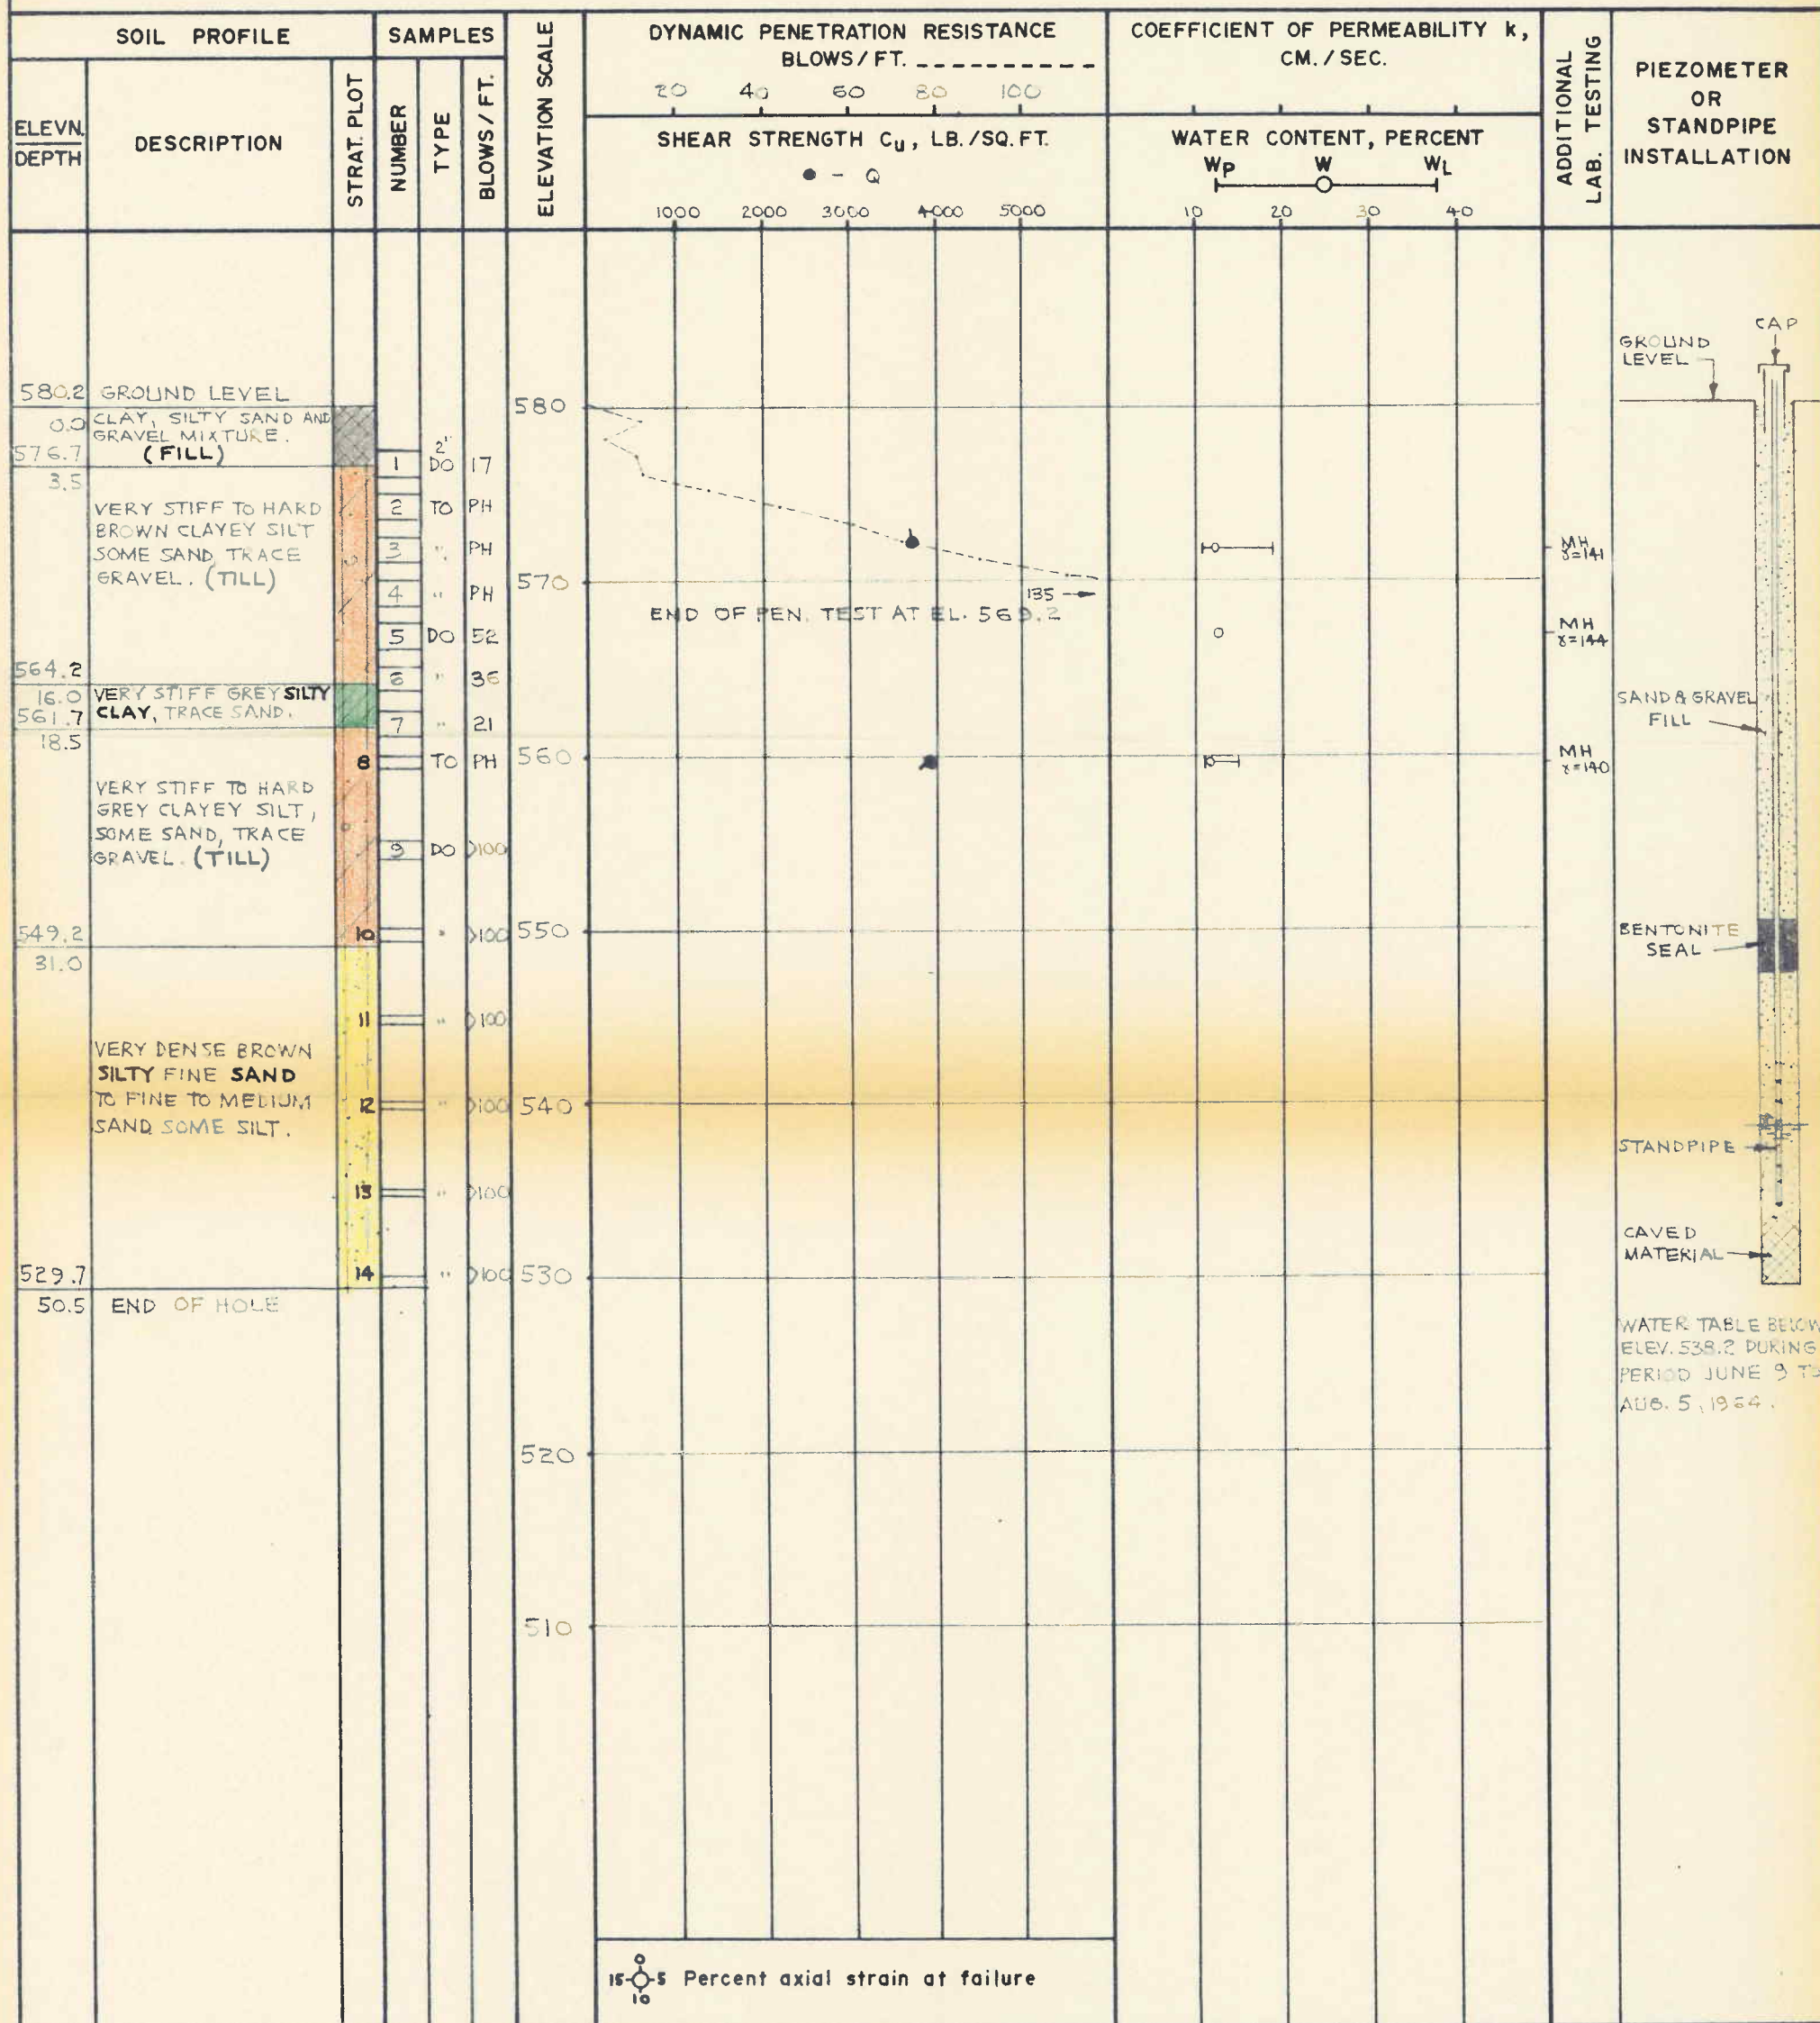 SOIL PROFILE
SAMPLES
ELEVATION SCALE
DYNAMIC PENETRATION RESISTANCE
BLOWS/FT. ----------
20 40 60 80 100
SHEAR STRENGTH Cu, LB./SQ.FT.
● - Q
1000 2000 3000 4000 5000
COEFFICIENT OF PERMEABILITY k,
CM./SEC.
WATER CONTENT, PERCENT
WP W WL
10 20 30 40
ADDITIONAL
LAB. TESTING
PIEZOMETER
OR
STANDPIPE
INSTALLATION
ELEVN.
DEPTH
DESCRIPTION
STRAT. PLOT
NUMBER
TYPE
BLOWS/FT.
580.2 GROUND LEVEL
0.0 CLAY, SILTY SAND AND
GRAVEL MIXTURE.
576.7 (FILL)
3.5
VERY STIFF TO HARD
BROWN CLAYEY SILT
SOME SAND, TRACE
GRAVEL. (TILL)
564.2
16.0 VERY STIFF GREY SILTY
561.7 CLAY, TRACE SAND.
18.5
VERY STIFF TO HARD
GREY CLAYEY SILT,
SOME SAND, TRACE
GRAVEL. (TILL)
549.2
31.0
VERY DENSE BROWN
SILTY FINE SAND
TO FINE TO MEDIUM
SAND SOME SILT.
529.7
50.5 END OF HOLE
1 2" DO 17
2 TO PH
3 " PH
4 " PH
5 DO 52
6 " 36
7 " 21
8 TO PH
9 DO >100
10 " >100
11 " >100
12 " >100
13 " >100
14 " >100
580
570
560
550
540
530
520
510
135
END OF PEN. TEST AT EL. 569.2
MH
γ=141
MH
γ=144
MH
γ=140
CAP
GROUND
LEVEL
SAND & GRAVEL
FILL
BENTONITE
SEAL
STANDPIPE
CAVED
MATERIAL
WATER TABLE BELOW
ELEV. 538.2 DURING
PERIOD JUNE 9 TO
AUG. 5, 1964.
0
15 5 Percent axial strain at failure
10